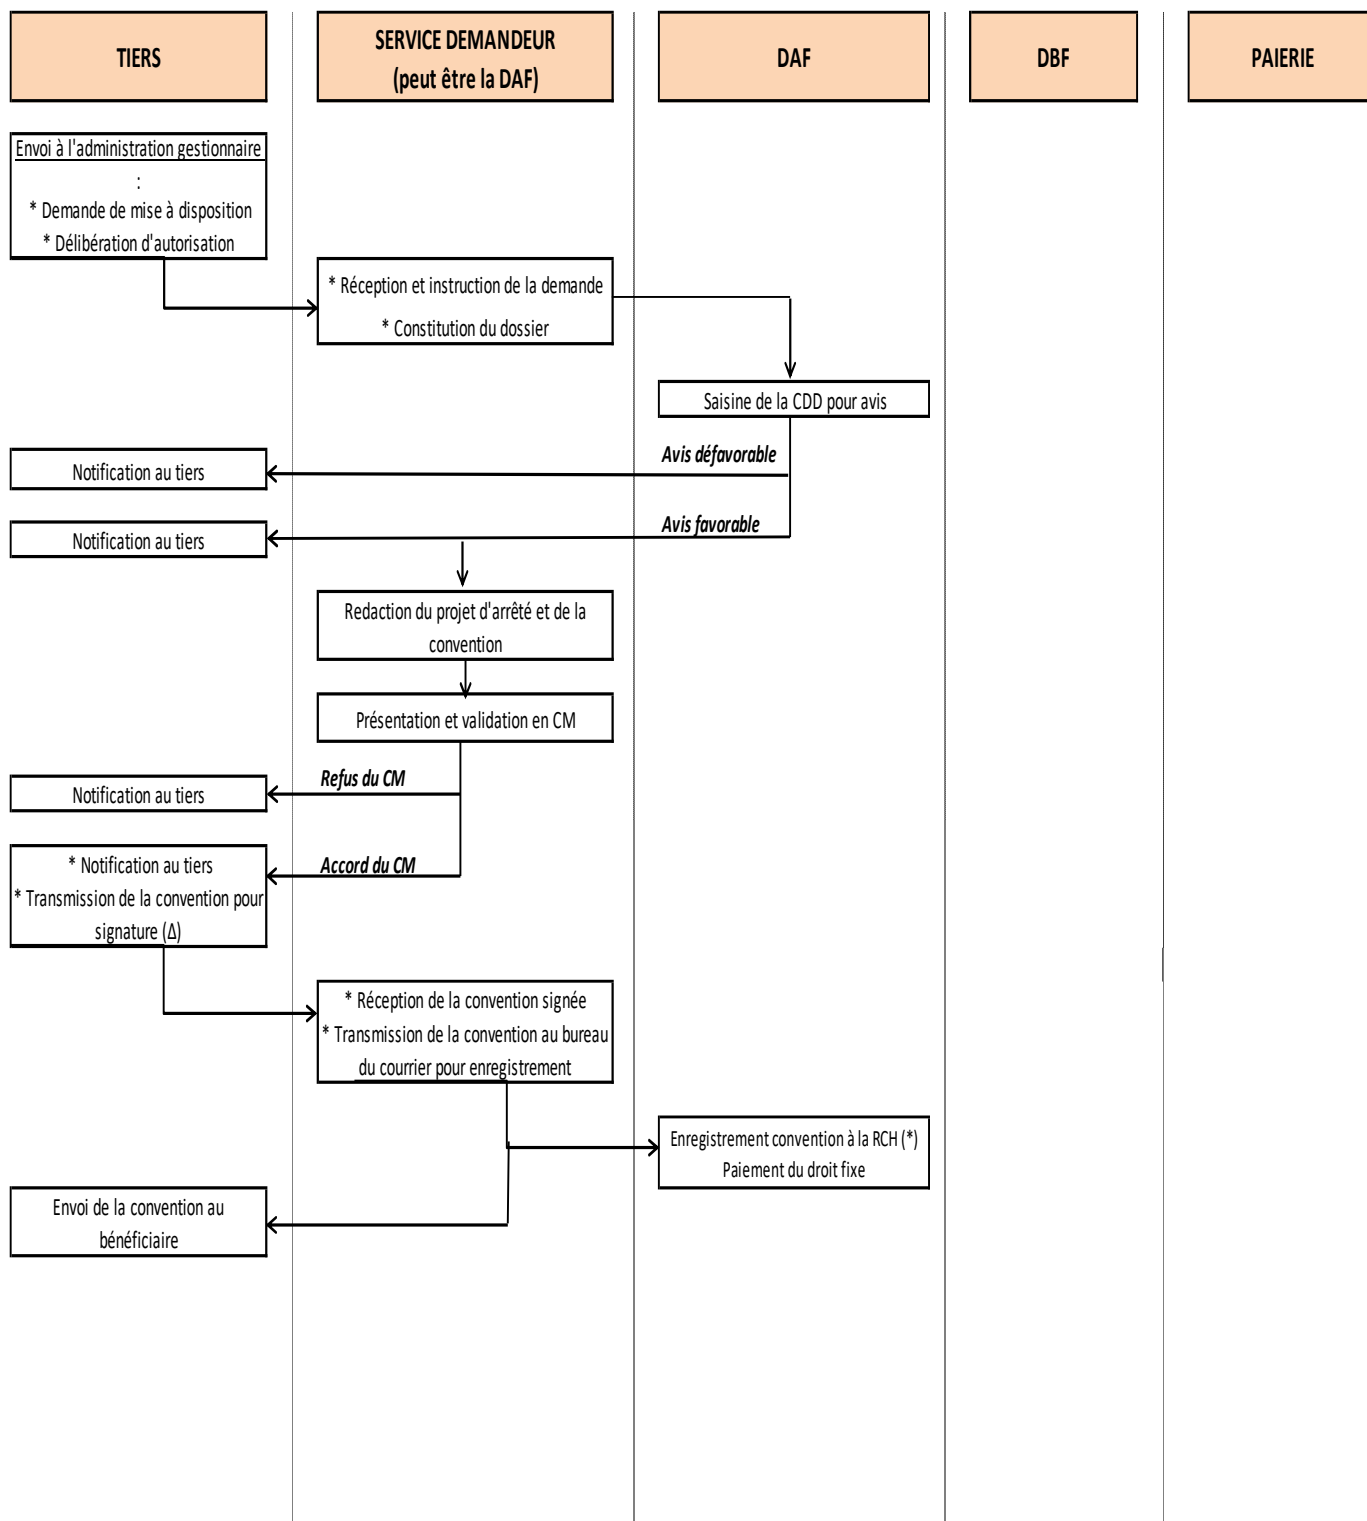 TIERS
SERVICE DEMANDEUR
(peut être la DAF)
DAF
DBF
PAIERIE
Envoi à l'administration gestionnaire
:
* Demande de mise à disposition
* Délibération d'autorisation
* Réception et instruction de la demande
* Constitution du dossier
Saisine de la CDD pour avis
Avis défavorable
Notification au tiers
Avis favorable
Notification au tiers
Redaction du projet d'arrêté et de la
convention
Présentation et validation en CM
Refus du CM
Notification au tiers
Accord du CM
* Notification au tiers
* Transmission de la convention pour
signature (Δ)
* Réception de la convention signée
* Transmission de la convention au bureau
du courrier pour enregistrement
Enregistrement convention à la RCH (*)
Paiement du droit fixe
Envoi de la convention au
bénéficiaire